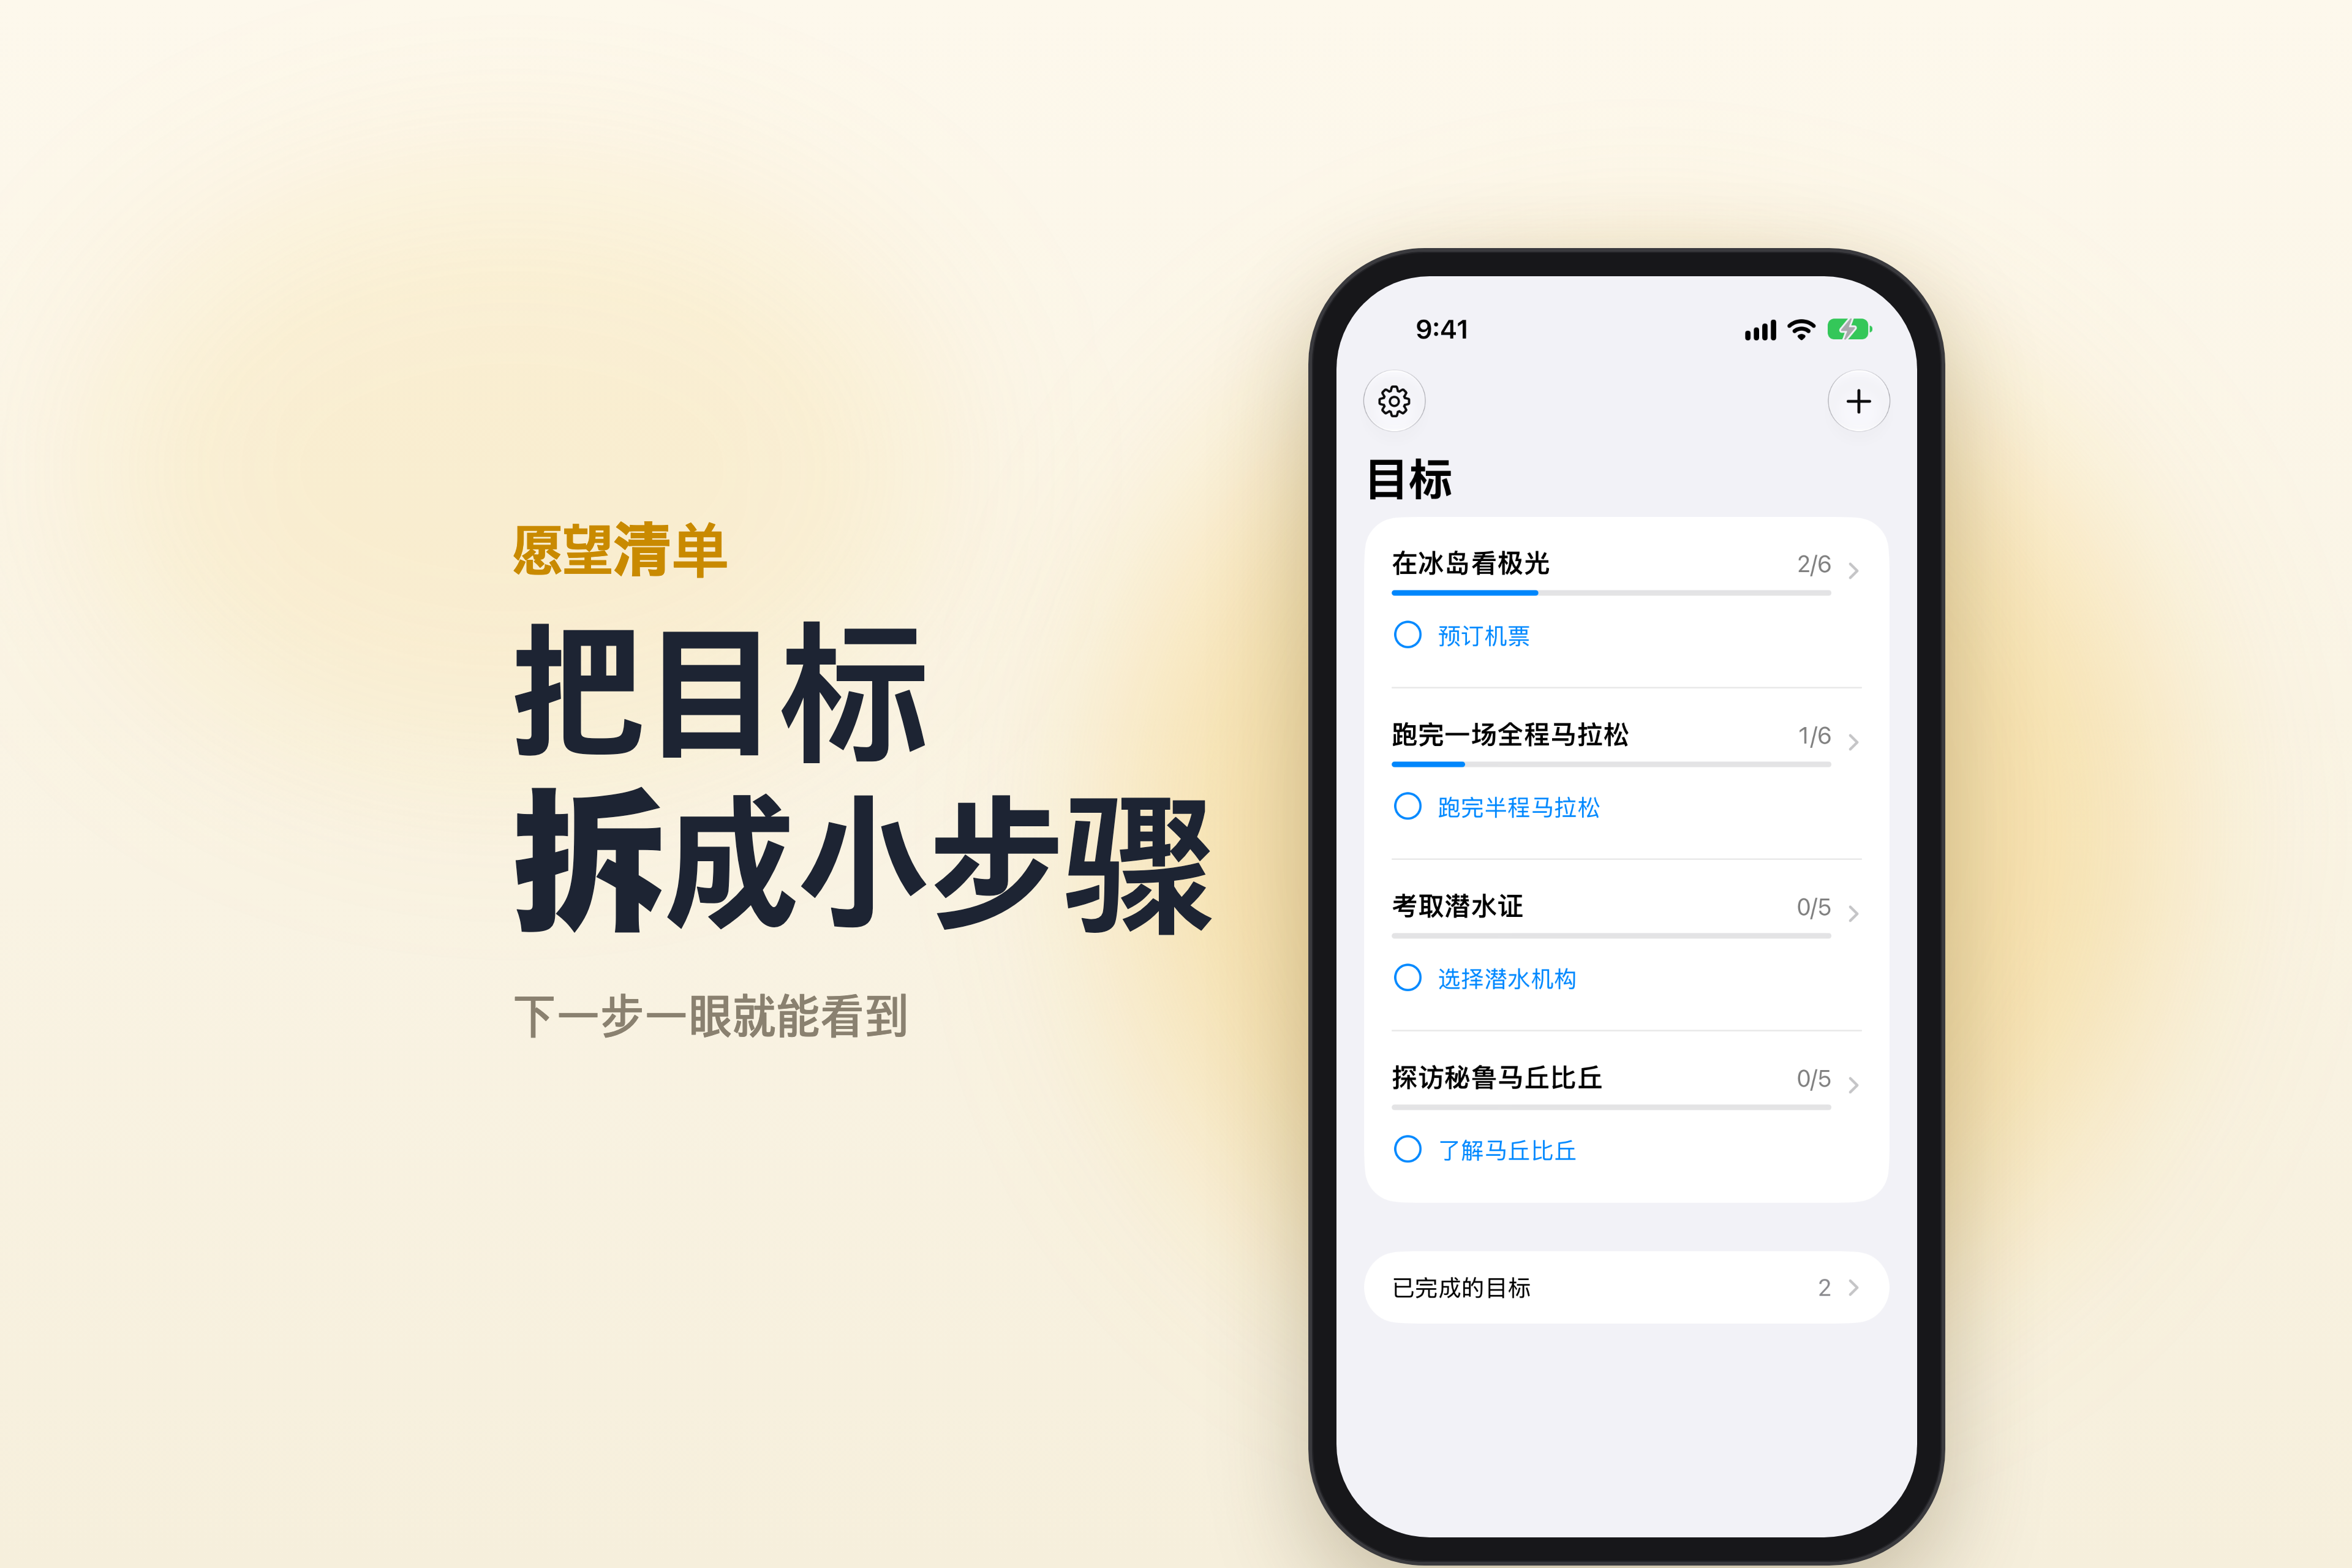 愿望清单
把目标
拆成小步骤
下一步一眼就能看到
9:41
目标
在冰岛看极光 2/6
预订机票
跑完一场全程马拉松 1/6
跑完半程马拉松
考取潜水证 0/5
选择潜水机构
探访秘鲁马丘比丘 0/5
了解马丘比丘
已完成的目标 2